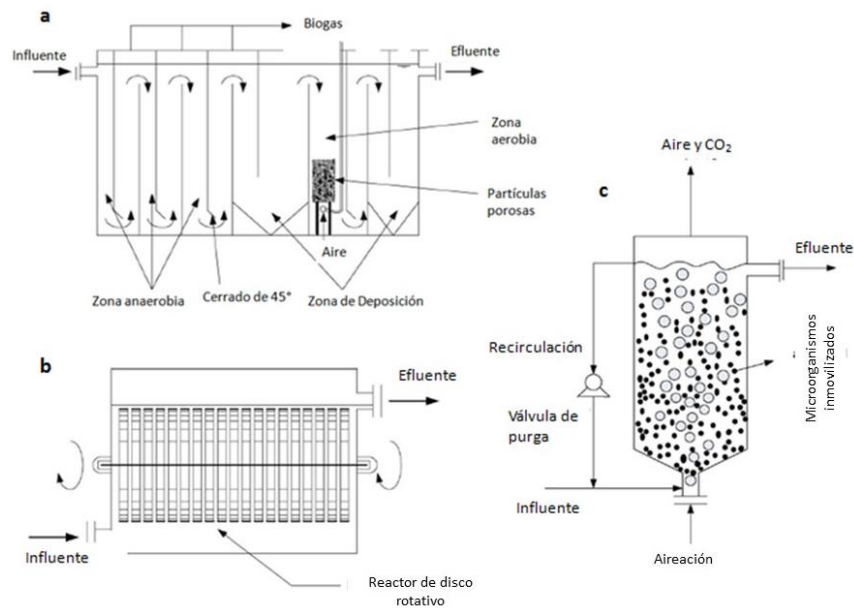 a
Biogas
Influente
Efluente
Zona
aerobia
Partículas
porosas
Aire
Zona anaerobia
Cerrado de 45°
Zona de Deposición
b
Efluente
Influente
Reactor de disco
rotativo
c
Aire y CO₂
Efluente
Recirculación
Microorganismos
inmovilizados
Válvula de
purga
Influente
Aireación